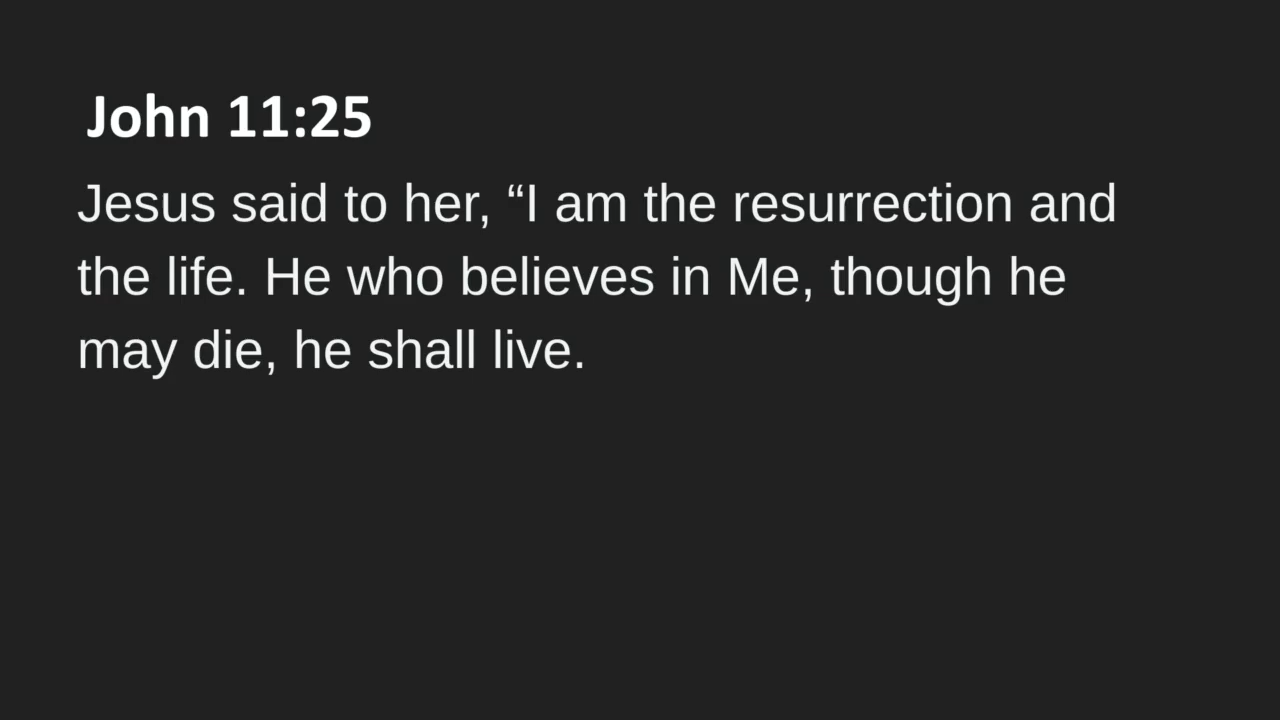 John 11:25
Jesus said to her, “I am the resurrection and
the life. He who believes in Me, though he
may die, he shall live.